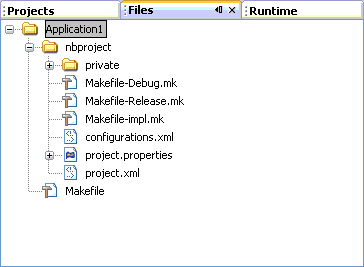 Projects Files Runtime
Application1
nbproject
private
Makefile-Debug.mk
Makefile-Release.mk
Makefile-impl.mk
configurations.xml
project.properties
project.xml
Makefile